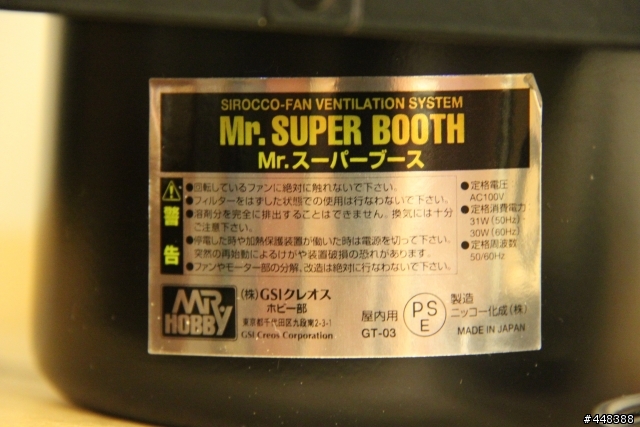 SIROCCO-FAN VENTILATION SYSTEM
Mr. SUPER BOOTH
Mr.スーパーブース
警告
●回転しているファンに絶対に触れないで下さい。
●フィルターをはずした状態での使用は行なわないで下さい。
●溶剤分を完全に排出することはできません。換気には十分
ご注意下さい。
●停電した時や加熱保護装置が働いた時は電源を切って下さい。
突然の再始動によるけがや装置破損の恐れがあります。
●ファンやモーター部の分解、改造は絶対に行なわないで下さい。
●定格電圧
AC100V
●定格消費電力
31W (50Hz)-
30W (60Hz)
●定格周波数
50/60Hz
MR HOBBY
(株)GSIクレオス
ホビー部
東京都千代田区九段南2-3-1
GSI Creos Corporation
屋内用
GT-03
PS
E
製造
ニッコー化成(株)
MADE IN JAPAN
#448388